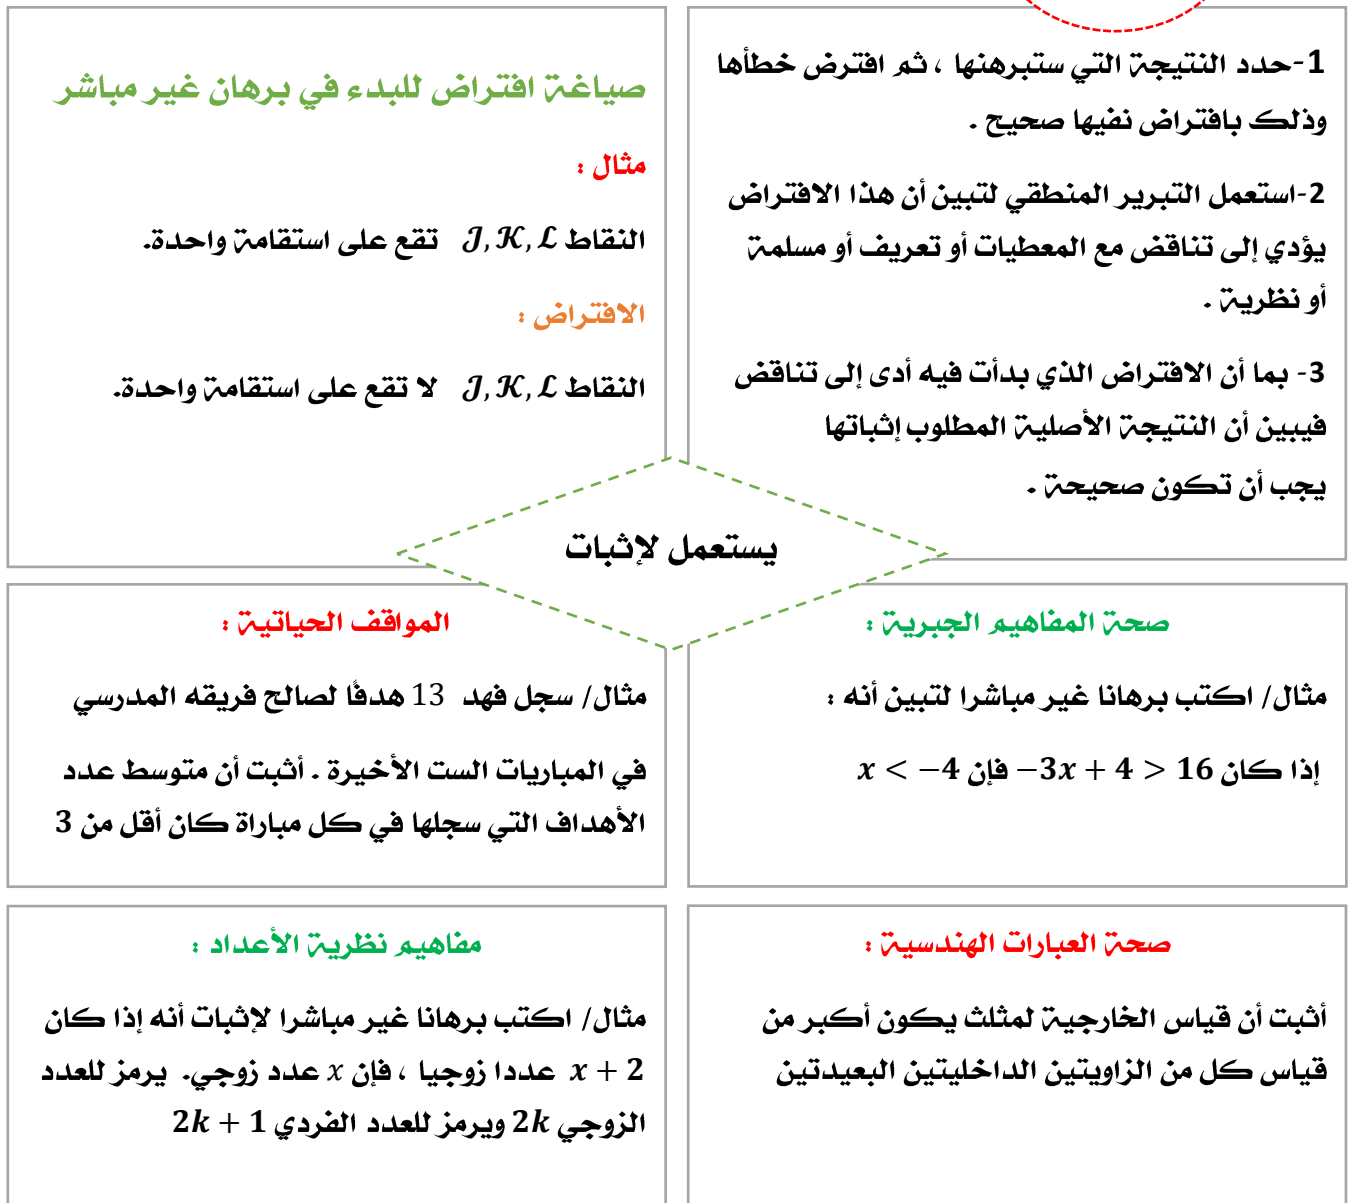 1-حدد النتيجة التي ستبرهنها ، ثم افترض خطأها
وذلك بافتراض نفيها صحيح .
2-استعمل التبرير المنطقي لتبين أن هذا الافتراض
يؤدي إلى تناقض مع المعطيات أو تعريف أو مسلمة
أو نظرية .
3- بما أن الافتراض الذي بدأت فيه أدى إلى تناقض
فيبين أن النتيجة الأصلية المطلوب إثباتها
يجب أن تكون صحيحة .
صياغة افتراض للبدء في برهان غير مباشر
مثال :
النقاط J, K, L تقع على استقامة واحدة.
الافتراض :
النقاط J, K, L لا تقع على استقامة واحدة.
يستعمل لإثبات
صحة المفاهيم الجبرية :
مثال/ اكتب برهانا غير مباشرا لتبين أنه :
إذا كان −3x + 4 > 16 فإن x < −4
المواقف الحياتية :
مثال/ سجل فهد 13 هدفًا لصالح فريقه المدرسي
في المباريات الست الأخيرة . أثبت أن متوسط عدد
الأهداف التي سجلها في كل مباراة كان أقل من 3
صحة العبارات الهندسية :
أثبت أن قياس الخارجية لمثلث يكون أكبر من
قياس كل من الزاويتين الداخليتين البعيدتين
مفاهيم نظرية الأعداد :
مثال/ اكتب برهانا غير مباشرا لإثبات أنه إذا كان
x + 2 عددا زوجيا ، فإن x عدد زوجي. يرمز للعدد
الزوجي 2k ويرمز للعدد الفردي 2k + 1